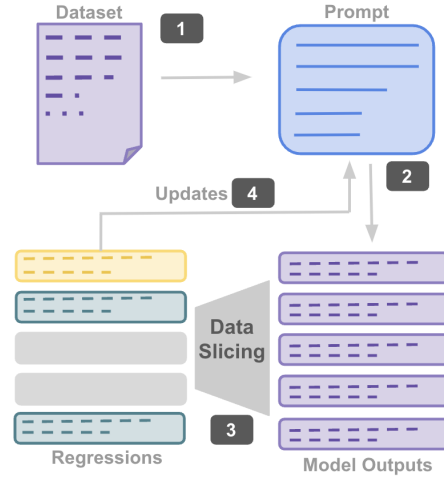 Dataset
Prompt
1
2
Updates 4
Data
Slicing
3
Regressions
Model Outputs